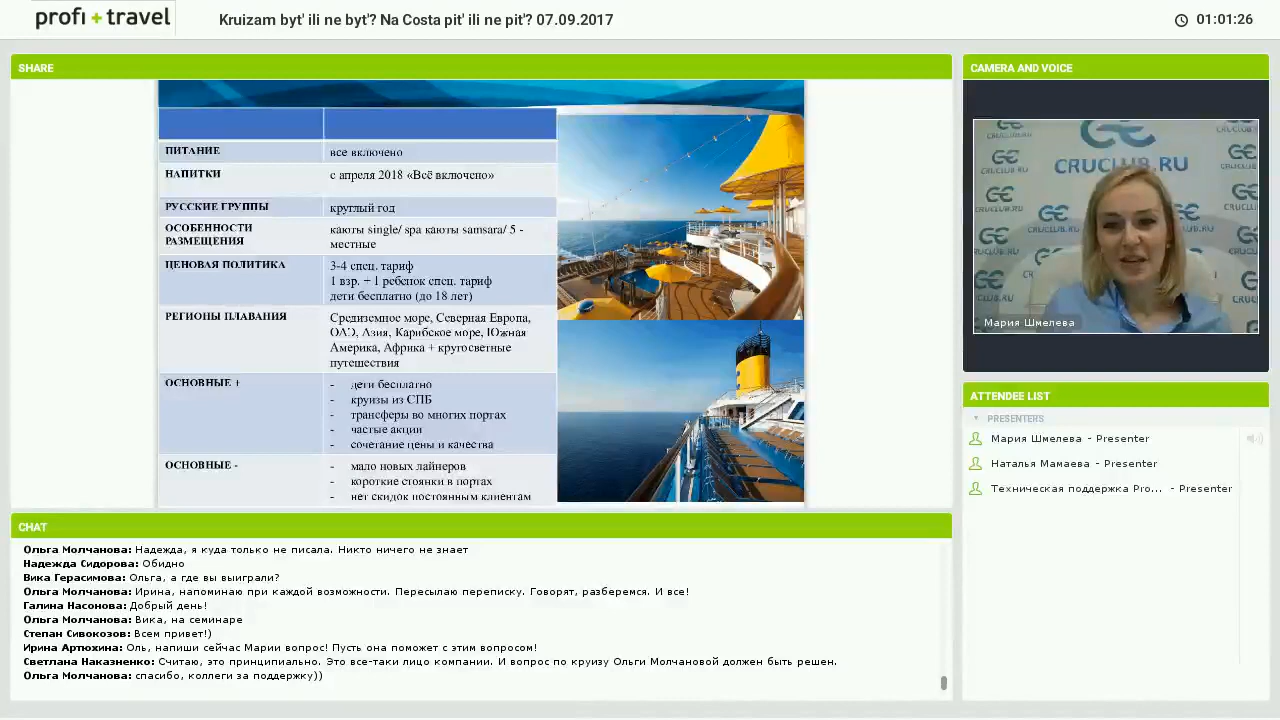 profi + travel
Kruizam byt' ili ne byt'? Na Costa pit' ili ne pit'? 07.09.2017
01:01:26
SHARE
ПИТАНИЕ
все включено
НАПИТКИ
с апреля 2018 «Всё включено»
РУССКИЕ ГРУППЫ
круглый год
ОСОБЕННОСТИ
РАЗМЕЩЕНИЯ
каюты single/ spa каюты samsara/ 5 -
местные
ЦЕНОВАЯ ПОЛИТИКА
3-4 спец. тариф
1 взр. + 1 ребенок спец. тариф
дети бесплатно (до 18 лет)
РЕГИОНЫ ПЛАВАНИЯ
Средиземное море, Северная Европа,
ОАЭ, Азия, Карибское море, Южная
Америка, Африка + кругосветные
путешествия
ОСНОВНЫЕ +
- дети бесплатно
- круизы из СПБ
- трансферы во многих портах
- частые акции
- сочетание цены и качества
ОСНОВНЫЕ -
- мало новых лайнеров
- короткие стоянки в портах
- нет скидок постоянным клиентам
CAMERA AND VOICE
CRUCLUB.RU
Мария Шмелева
ATTENDEE LIST
PRESENTERS
Мария Шмелева - Presenter
Наталья Мамаева - Presenter
Техническая поддержка Pro... - Presenter
CHAT
Ольга Молчанова: Надежда, я куда только не писала. Никто ничего не знает
Надежда Сидорова: Обидно
Вика Герасимова: Ольга, а где вы выиграли?
Ольга Молчанова: Ирина, напоминаю при каждой возможности. Пересылаю переписку. Говорят, разберемся. И все!
Галина Насонова: Добрый день!
Ольга Молчанова: Вика, на семинаре
Степан Сивокозов: Всем привет!)
Ирина Артюхина: Оль, напиши сейчас Марии вопрос! Пусть она поможет с этим вопросом!
Светлана Наказненко: Считаю, это принципиально. Это все-таки лицо компании. И вопрос по круизу Ольги Молчановой должен быть решен.
Ольга Молчанова: спасибо, коллеги за поддержку))